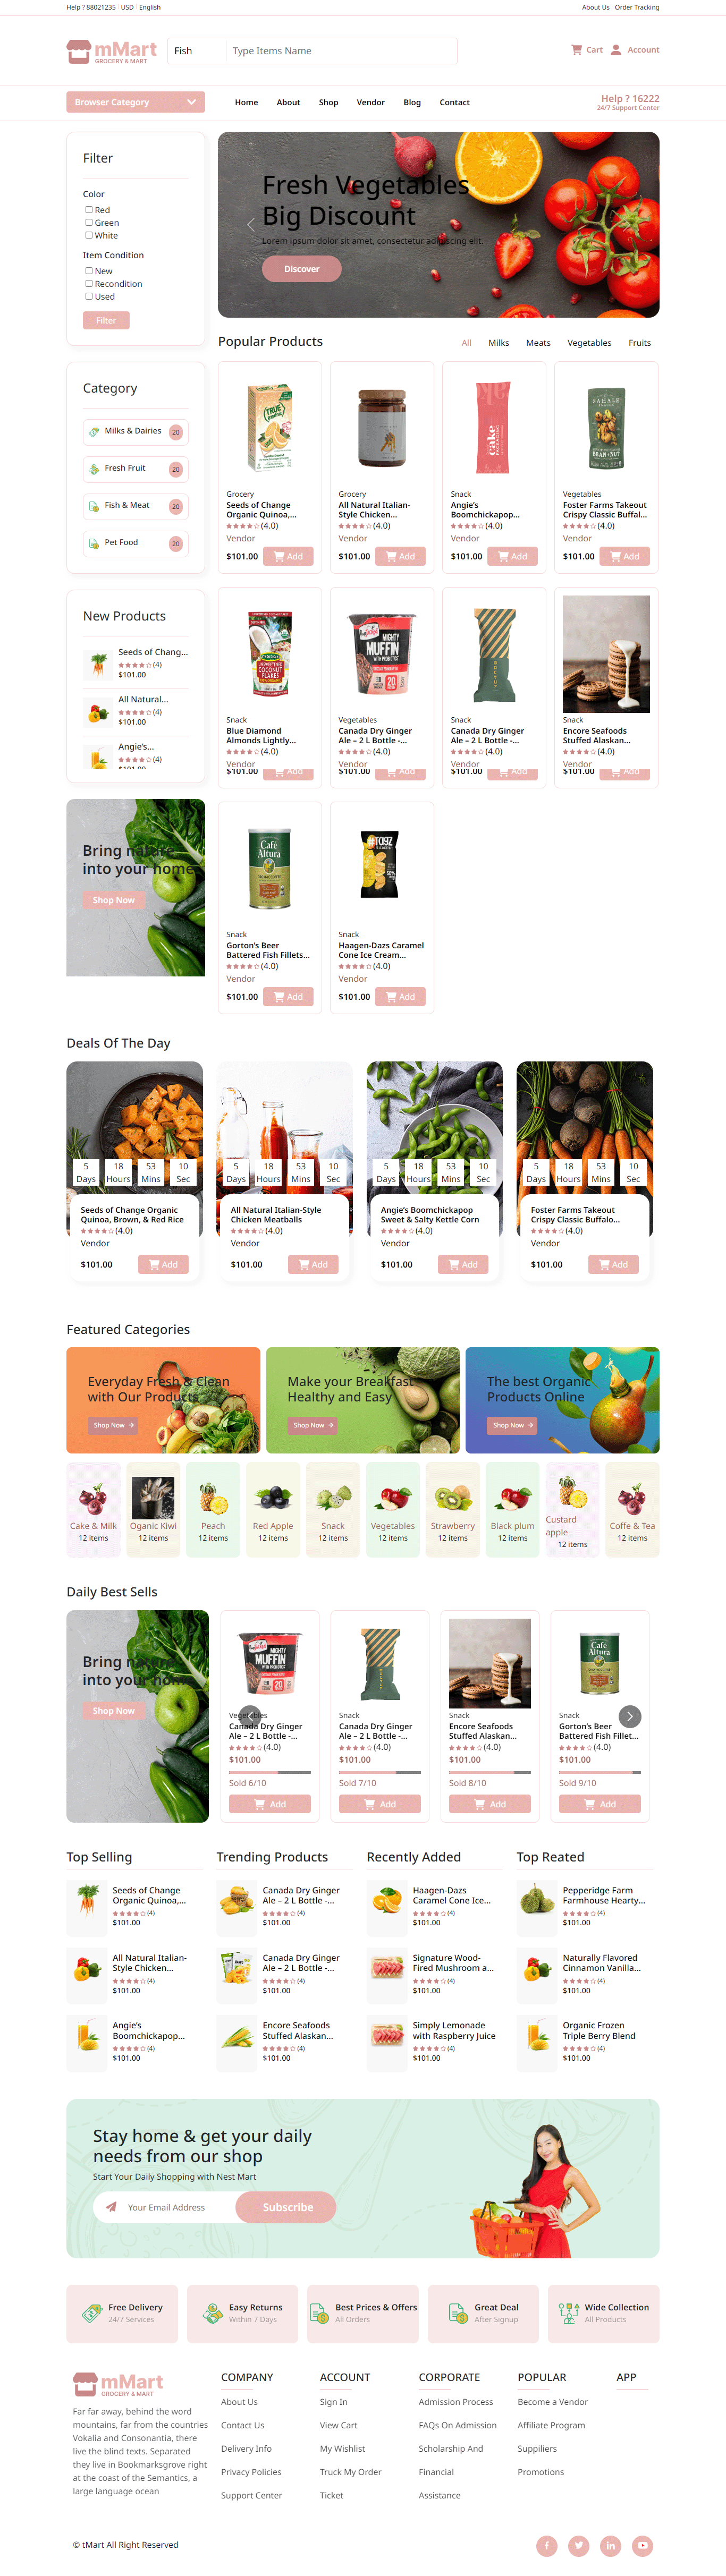 Help ? 88021235 USD English
About Us Order Tracking
mMart
GROCERY & MART
Fish
Type Items Name
Cart Account
Browser Category
Home About Shop Vendor Blog Contact
Help ? 16222
24/7 Support Center
Filter
Color
Red
Green
White
Item Condition
New
Recondition
Used
Filter
Fresh Vegetables
Big Discount
Lorem ipsum dolor sit amet, consectetur adipiscing elit.
Discover
Popular Products
All Milks Meats Vegetables Fruits
Category
Milks & Dairies 20
Fresh Fruit 20
Fish & Meat 20
Pet Food 20
Grocery
Seeds of Change
Organic Quinoa,...
(4.0)
Vendor
$101.00 Add
Grocery
All Natural Italian-
Style Chicken...
(4.0)
Vendor
$101.00 Add
Snack
Angie's
Boomchickapop...
(4.0)
Vendor
$101.00 Add
Vegetables
Foster Farms Takeout
Crispy Classic Buffal...
(4.0)
Vendor
$101.00 Add
New Products
Seeds of Chang...
(4)
$101.00
All Natural...
(4)
$101.00
Angie's...
(4)
$101.00
Snack
Blue Diamond
Almonds Lightly...
(4.0)
Vendor
$101.00 Add
MIGHTY
MUFFIN
Vegetables
Canada Dry Ginger
Ale – 2 L Bottle -...
(4.0)
Vendor
$101.00 Add
Snack
Canada Dry Ginger
Ale – 2 L Bottle -...
(4.0)
Vendor
$101.00 Add
Snack
Encore Seafoods
Stuffed Alaskan...
(4.0)
Vendor
$101.00 Add
Bring nature
into your home
Shop Now
Café
Altura
Snack
Gorton's Beer
Battered Fish Fillets...
(4.0)
Vendor
$101.00 Add
Snack
Haagen-Dazs Caramel
Cone Ice Cream...
(4.0)
Vendor
$101.00 Add
Deals Of The Day
5 18 53 10
Days Hours Mins Sec
Seeds of Change Organic
Quinoa, Brown, & Red Rice
(4.0)
Vendor
$101.00 Add
5 18 53 10
Days Hours Mins Sec
All Natural Italian-Style
Chicken Meatballs
(4.0)
Vendor
$101.00 Add
5 18 53 10
Days Hours Mins Sec
Angie's Boomchickapop
Sweet & Salty Kettle Corn
(4.0)
Vendor
$101.00 Add
5 18 53 10
Days Hours Mins Sec
Foster Farms Takeout
Crispy Classic Buffalo...
(4.0)
Vendor
$101.00 Add
Featured Categories
Everyday Fresh & Clean
with Our Products
Shop Now
Make your Breakfast
Healthy and Easy
Shop Now
The best Organic
Products Online
Shop Now
Cake & Milk
12 items
Oganic Kiwi
12 items
Peach
12 items
Red Apple
12 items
Snack
12 items
Vegetables
12 items
Strawberry
12 items
Black plum
12 items
Custard
apple
12 items
Coffe & Tea
12 items
Daily Best Sells
Bring nature
into your home
Shop Now
MIGHTY
MUFFIN
Vegetables
Canada Dry Ginger
Ale – 2 L Bottle -...
(4.0)
$101.00
Sold 6/10
Add
Snack
Canada Dry Ginger
Ale – 2 L Bottle -...
(4.0)
$101.00
Sold 7/10
Add
Snack
Encore Seafoods
Stuffed Alaskan...
(4.0)
$101.00
Sold 8/10
Add
Café
Altura
Snack
Gorton's Beer
Battered Fish Fillet...
(4.0)
$101.00
Sold 9/10
Add
Top Selling
Seeds of Change
Organic Quinoa,...
(4)
$101.00
All Natural Italian-
Style Chicken...
(4)
$101.00
Angie's
Boomchickapop...
(4)
$101.00
Trending Products
Canada Dry Ginger
Ale – 2 L Bottle -...
(4)
$101.00
Canada Dry Ginger
Ale – 2 L Bottle -...
(4)
$101.00
Encore Seafoods
Stuffed Alaskan...
(4)
$101.00
Recently Added
Haagen-Dazs
Caramel Cone Ice...
(4)
$101.00
Signature Wood-
Fired Mushroom a...
(4)
$101.00
Simply Lemonade
with Raspberry Juice
(4)
$101.00
Top Reated
Pepperidge Farm
Farmhouse Hearty...
(4)
$101.00
Naturally Flavored
Cinnamon Vanilla...
(4)
$101.00
Organic Frozen
Triple Berry Blend
(4)
$101.00
Stay home & get your daily
needs from our shop
Start Your Daily Shopping with Nest Mart
Your Email Address
Subscribe
Free Delivery
24/7 Services
Easy Returns
Within 7 Days
Best Prices & Offers
All Orders
Great Deal
After Signup
Wide Collection
All Products
mMart
GROCERY & MART
Far far away, behind the word
mountains, far from the countries
Vokalia and Consonantia, there
live the blind texts. Separated
they live in Bookmarksgrove right
at the coast of the Semantics, a
large language ocean
COMPANY
About Us
Contact Us
Delivery Info
Privacy Policies
Support Center
ACCOUNT
Sign In
View Cart
My Wishlist
Truck My Order
Ticket
CORPORATE
Admission Process
FAQs On Admission
Scholarship And
Financial
Assistance
POPULAR
Become a Vendor
Affiliate Program
Suppiliers
Promotions
APP
© tMart All Right Reserved